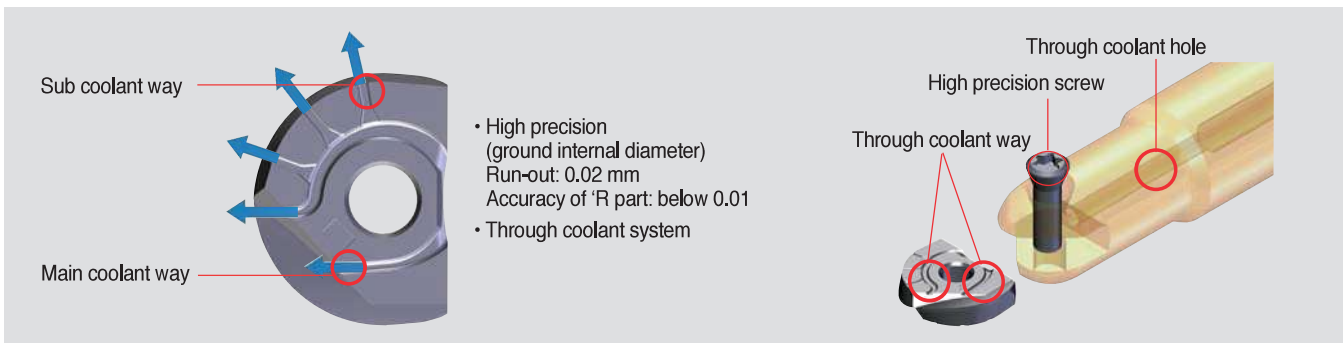 Sub coolant way
Main coolant way
• High precision
(ground internal diameter)
Run-out: 0.02 mm
Accuracy of ‘R part: below 0.01
• Through coolant system
Through coolant hole
High precision screw
Through coolant way